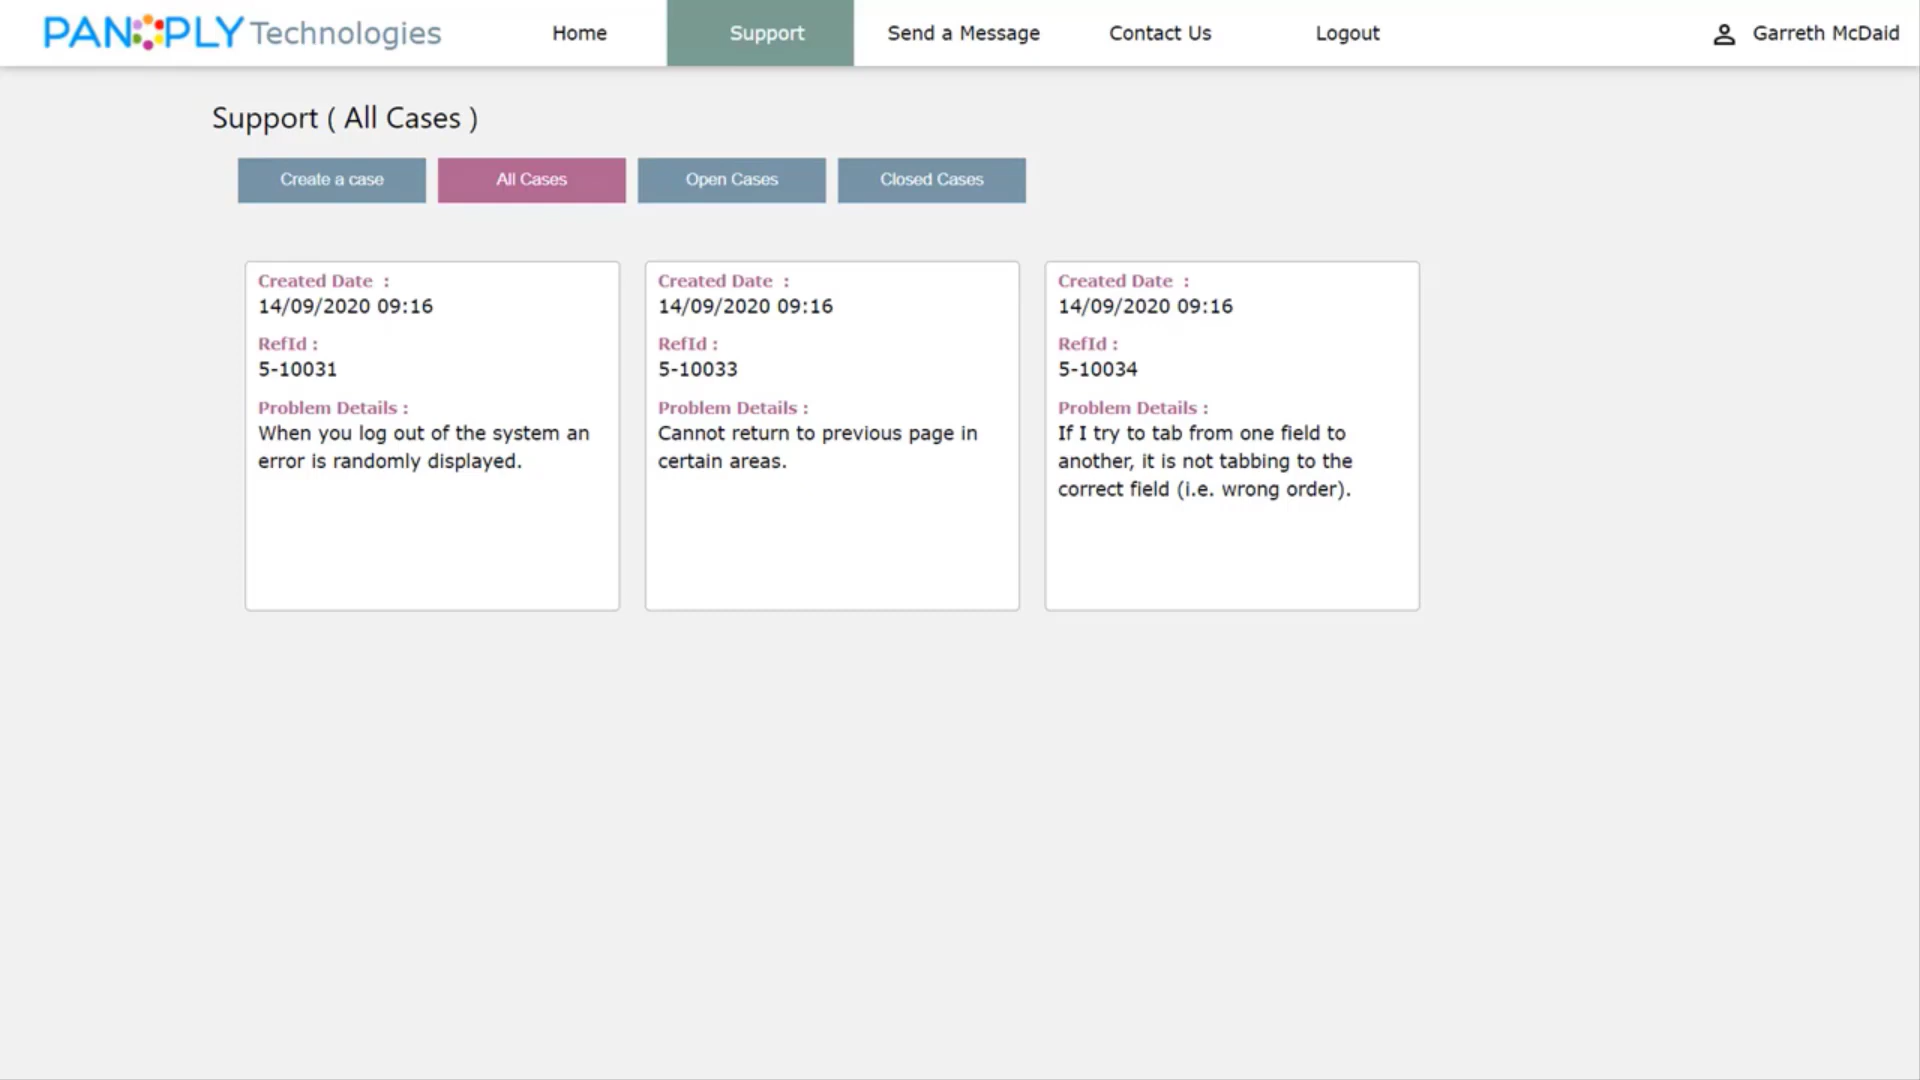 PANOPLY Technologies
Home
Support
Send a Message
Contact Us
Logout
Garreth McDaid
Support ( All Cases )
Create a case
All Cases
Open Cases
Closed Cases
Created Date :
14/09/2020 09:16
RefId :
5-10031
Problem Details :
When you log out of the system an
error is randomly displayed.
Created Date :
14/09/2020 09:16
RefId :
5-10033
Problem Details :
Cannot return to previous page in
certain areas.
Created Date :
14/09/2020 09:16
RefId :
5-10034
Problem Details :
If I try to tab from one field to
another, it is not tabbing to the
correct field (i.e. wrong order).